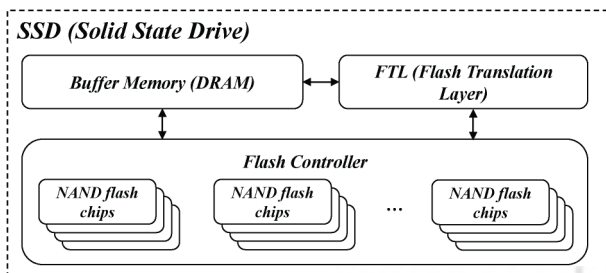 SSD (Solid State Drive)
Buffer Memory (DRAM)
FTL (Flash Translation
Layer)
Flash Controller
NAND flash
chips
NAND flash
chips
...
NAND flash
chips